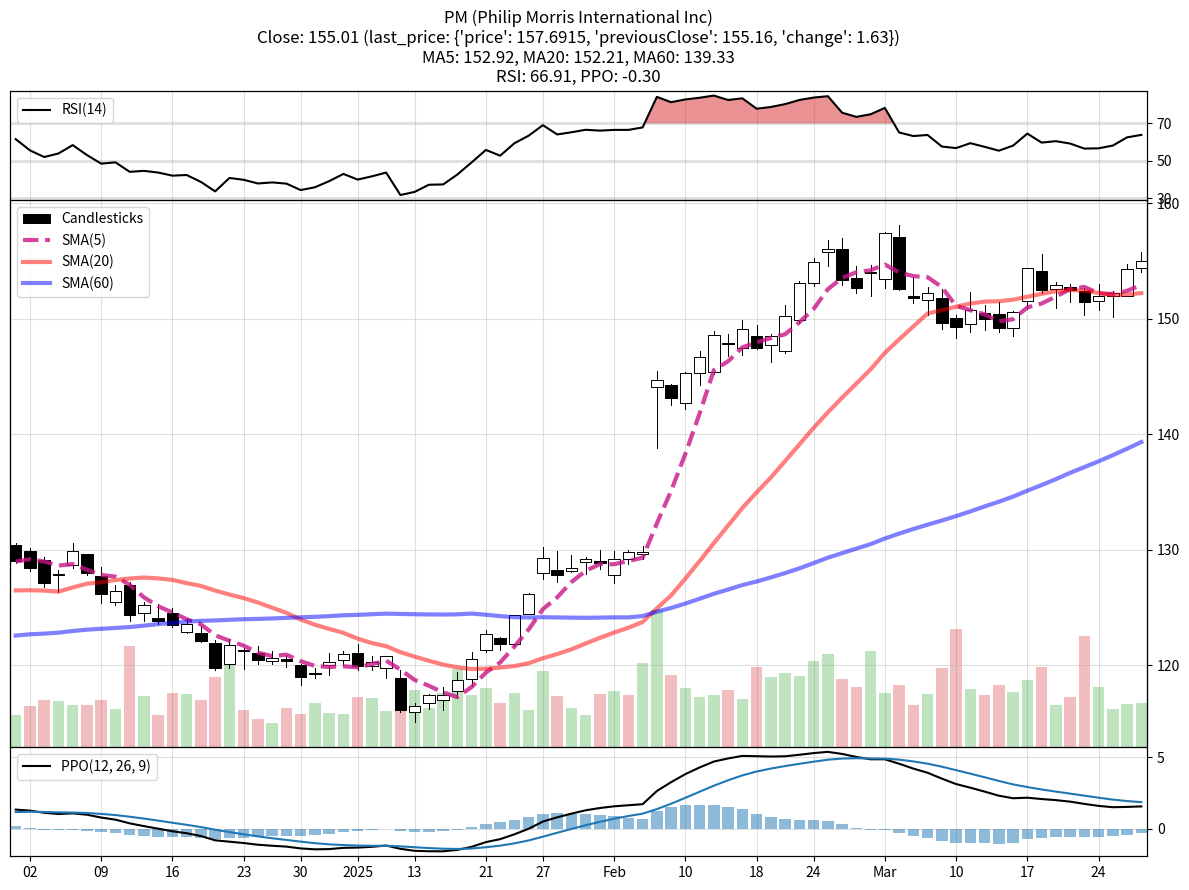 PM (Philip Morris International Inc)
Close: 155.01 (last_price: {'price': 157.6915, 'previousClose': 155.16, 'change': 1.63})
MA5: 152.92, MA20: 152.21, MA60: 139.33
RSI: 66.91, PPO: -0.30
RSI(14)
70
50
30
160
Candlesticks
SMA(5)
SMA(20)
SMA(60)
150
140
130
120
PPO(12, 26, 9)
5
0
02 09 16 23 30 2025 13 21 27 Feb 10 18 24 Mar 10 17 24